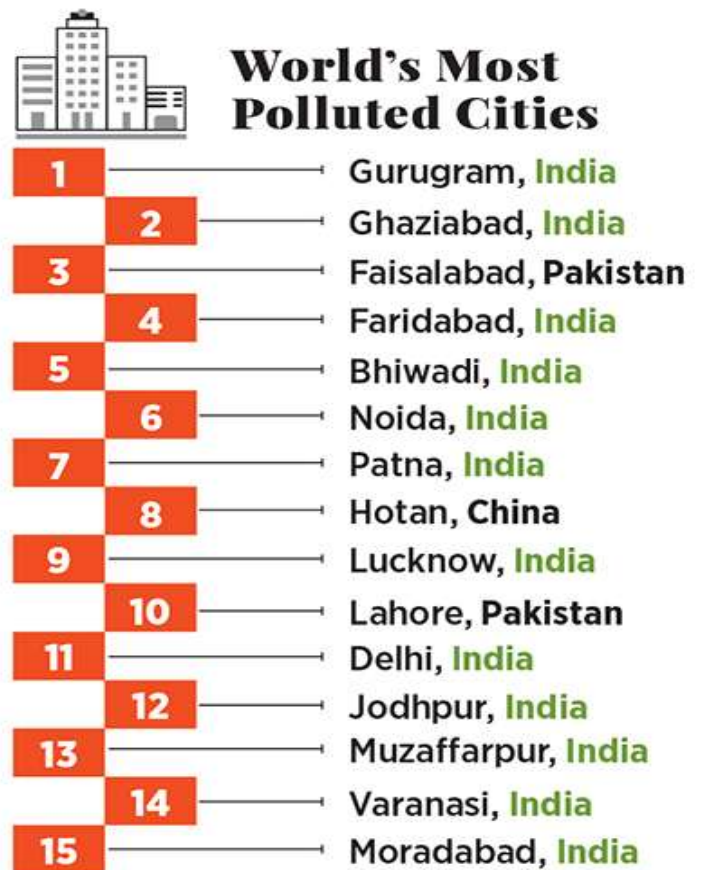 World's Most
Polluted Cities
1 Gurugram, India
2 Ghaziabad, India
3 Faisalabad, Pakistan
4 Faridabad, India
5 Bhiwadi, India
6 Noida, India
7 Patna, India
8 Hotan, China
9 Lucknow, India
10 Lahore, Pakistan
11 Delhi, India
12 Jodhpur, India
13 Muzaffarpur, India
14 Varanasi, India
15 Moradabad, India